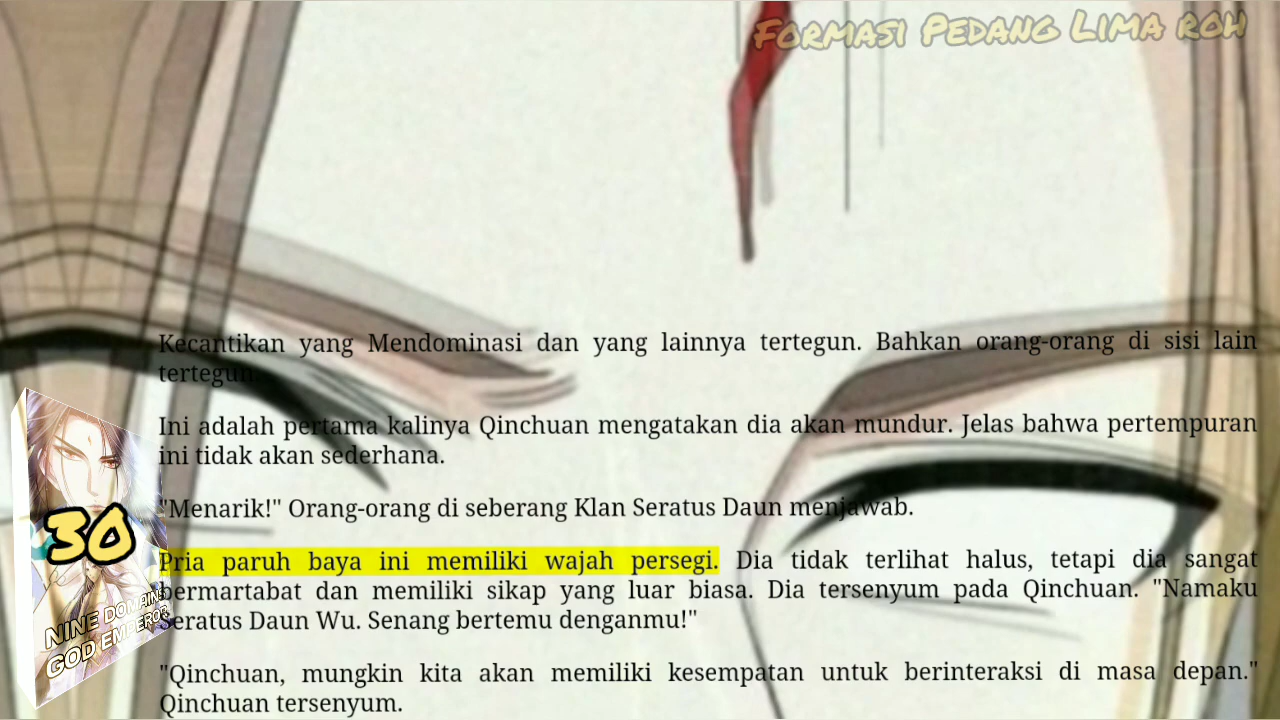 Formasi Pedang Lima roh
Kecantikan yang Mendominasi dan yang lainnya tertegun. Bahkan orang-orang di sisi lain
tertegun.
Ini adalah pertama kalinya Qinchuan mengatakan dia akan mundur. Jelas bahwa pertempuran
ini tidak akan sederhana.
"Menarik!" Orang-orang di seberang Klan Seratus Daun menjawab.
Pria paruh baya ini memiliki wajah persegi. Dia tidak terlihat halus, tetapi dia sangat
bermartabat dan memiliki sikap yang luar biasa. Dia tersenyum pada Qinchuan. "Namaku
Seratus Daun Wu. Senang bertemu denganmu!"
"Qinchuan, mungkin kita akan memiliki kesempatan untuk berinteraksi di masa depan."
Qinchuan tersenyum.
30
NINE DOMAINS
GOD EMPEROR